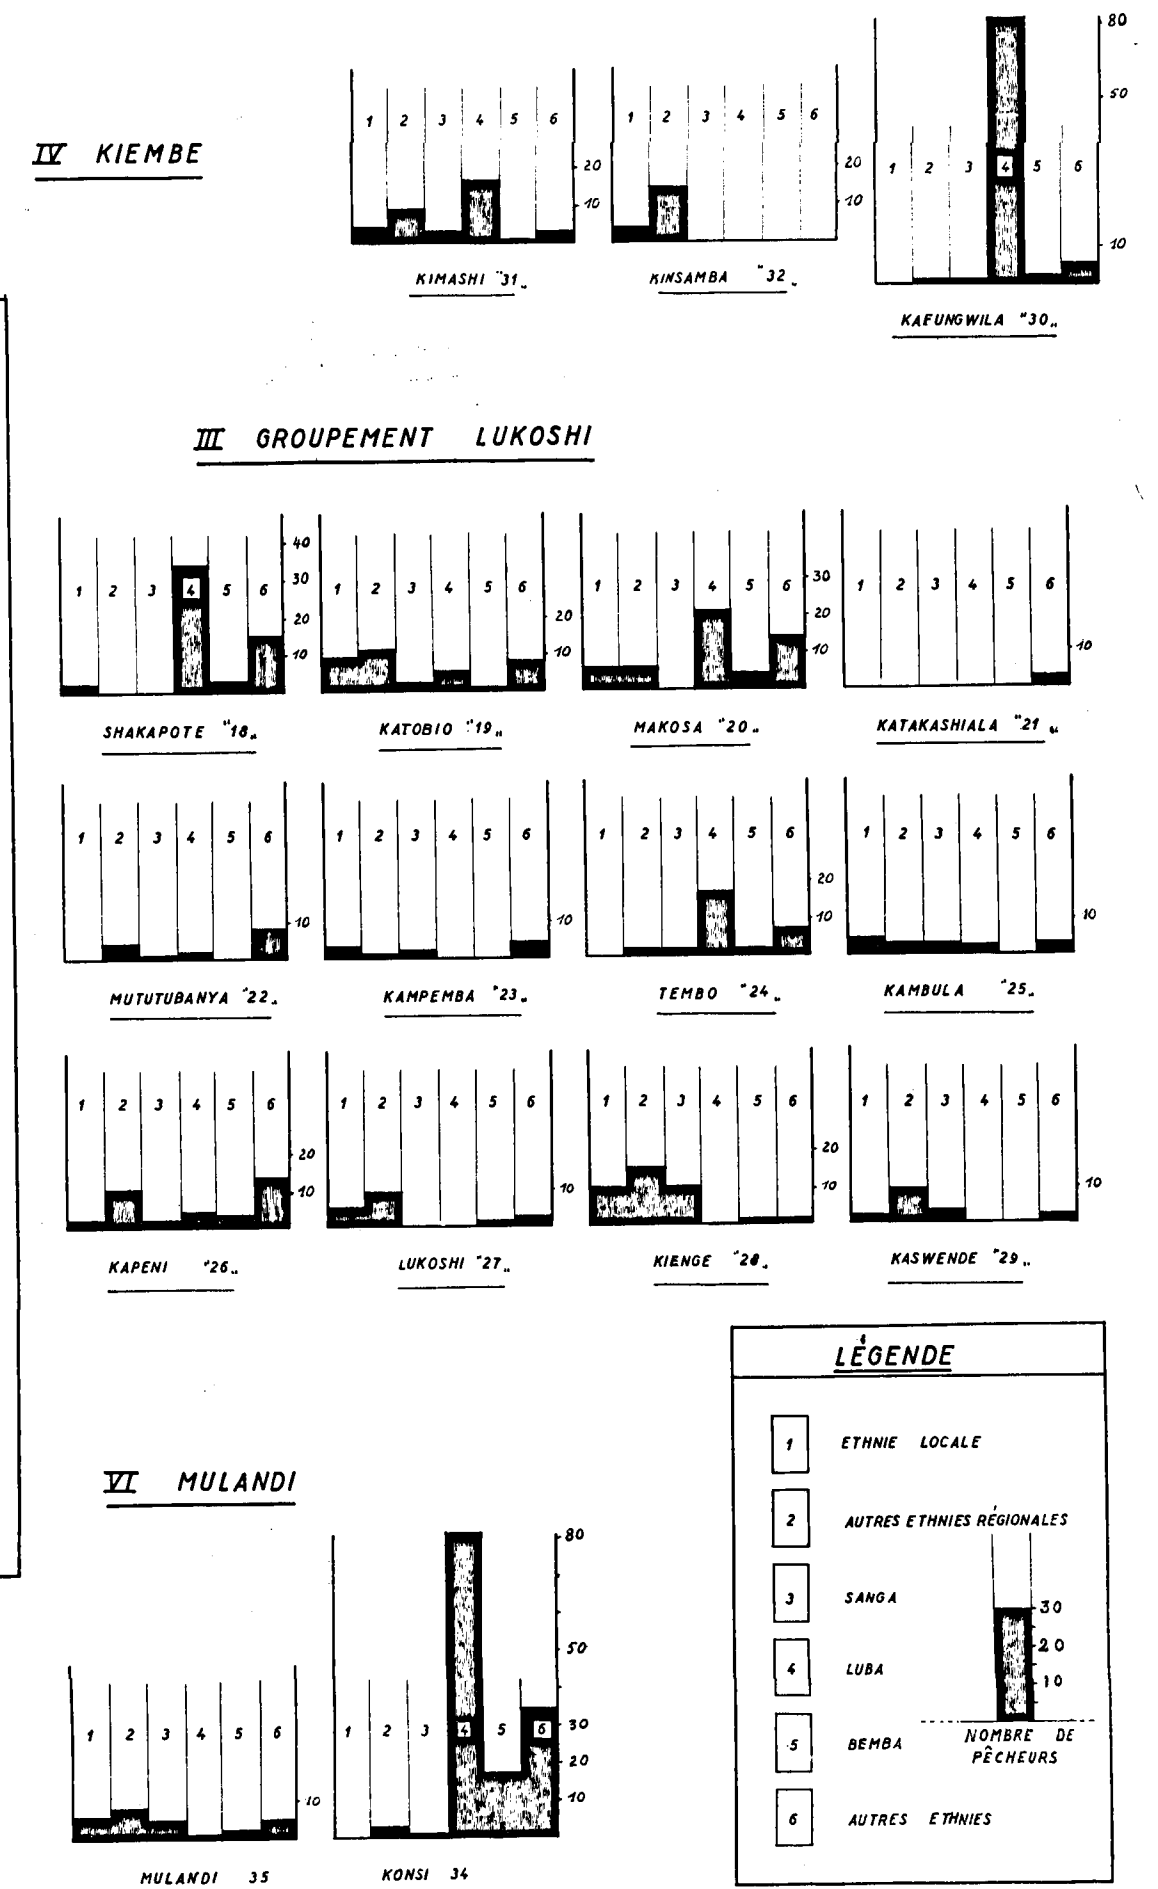 IV KIEMBE
1 2 3 4 5 6
20
10
KIMASHI "31„
1 2 3 4 5 6
20
10
KINSAMBA "32„
80
50
1 2 3 4 5 6
10
KAFUNGWILA "30„
III GROUPEMENT LUKOSHI
40
1 2 3 4 5 6
30
20
10
SHAKAPOTE "18„
1 2 3 4 5 6
20
10
KATOBIO "19„
1 2 3 4 5 6
30
20
10
MAKOSA "20„
1 2 3 4 5 6
10
KATAKASHIALA "21„
1 2 3 4 5 6
10
MUTUTUBANYA "22„
1 2 3 4 5 6
10
KAMPEMBA "23„
1 2 3 4 5 6
20
10
TEMBO "24„
1 2 3 4 5 6
10
KAMBULA "25„
1 2 3 4 5 6
20
10
KAPENI "26„
1 2 3 4 5 6
10
LUKOSHI "27„
1 2 3 4 5 6
20
10
KIENGE "28„
1 2 3 4 5 6
10
KASWENDE "29„
VI MULANDI
1 2 3 4 5 6
10
MULANDI 35
80
50
1 2 3 4 5 6
30
20
10
KONSI 34
LÉGENDE
1 ETHNIE LOCALE
2 AUTRES ETHNIES RÉGIONALES
3 SANGA
4 LUBA
5 BEMBA
6 AUTRES ETHNIES
30
20
10
NOMBRE DE
PÊCHEURS